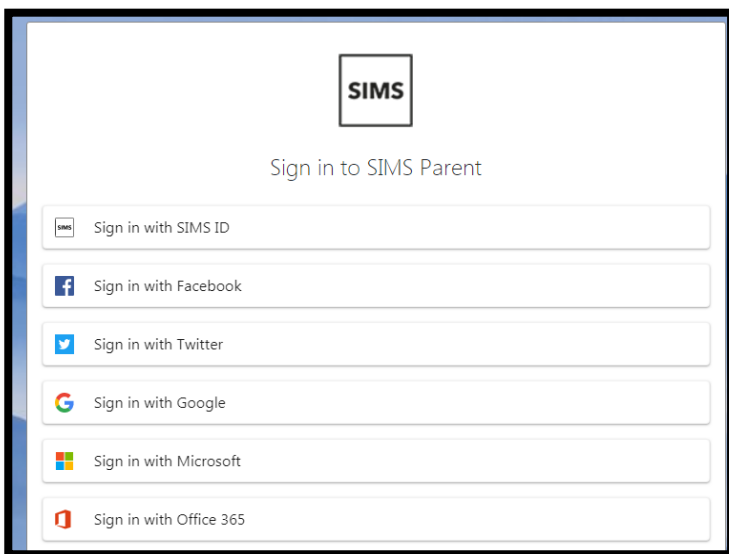 SIMS
Sign in to SIMS Parent
SIMS
Sign in with SIMS ID
Sign in with Facebook
Sign in with Twitter
Sign in with Google
Sign in with Microsoft
Sign in with Office 365